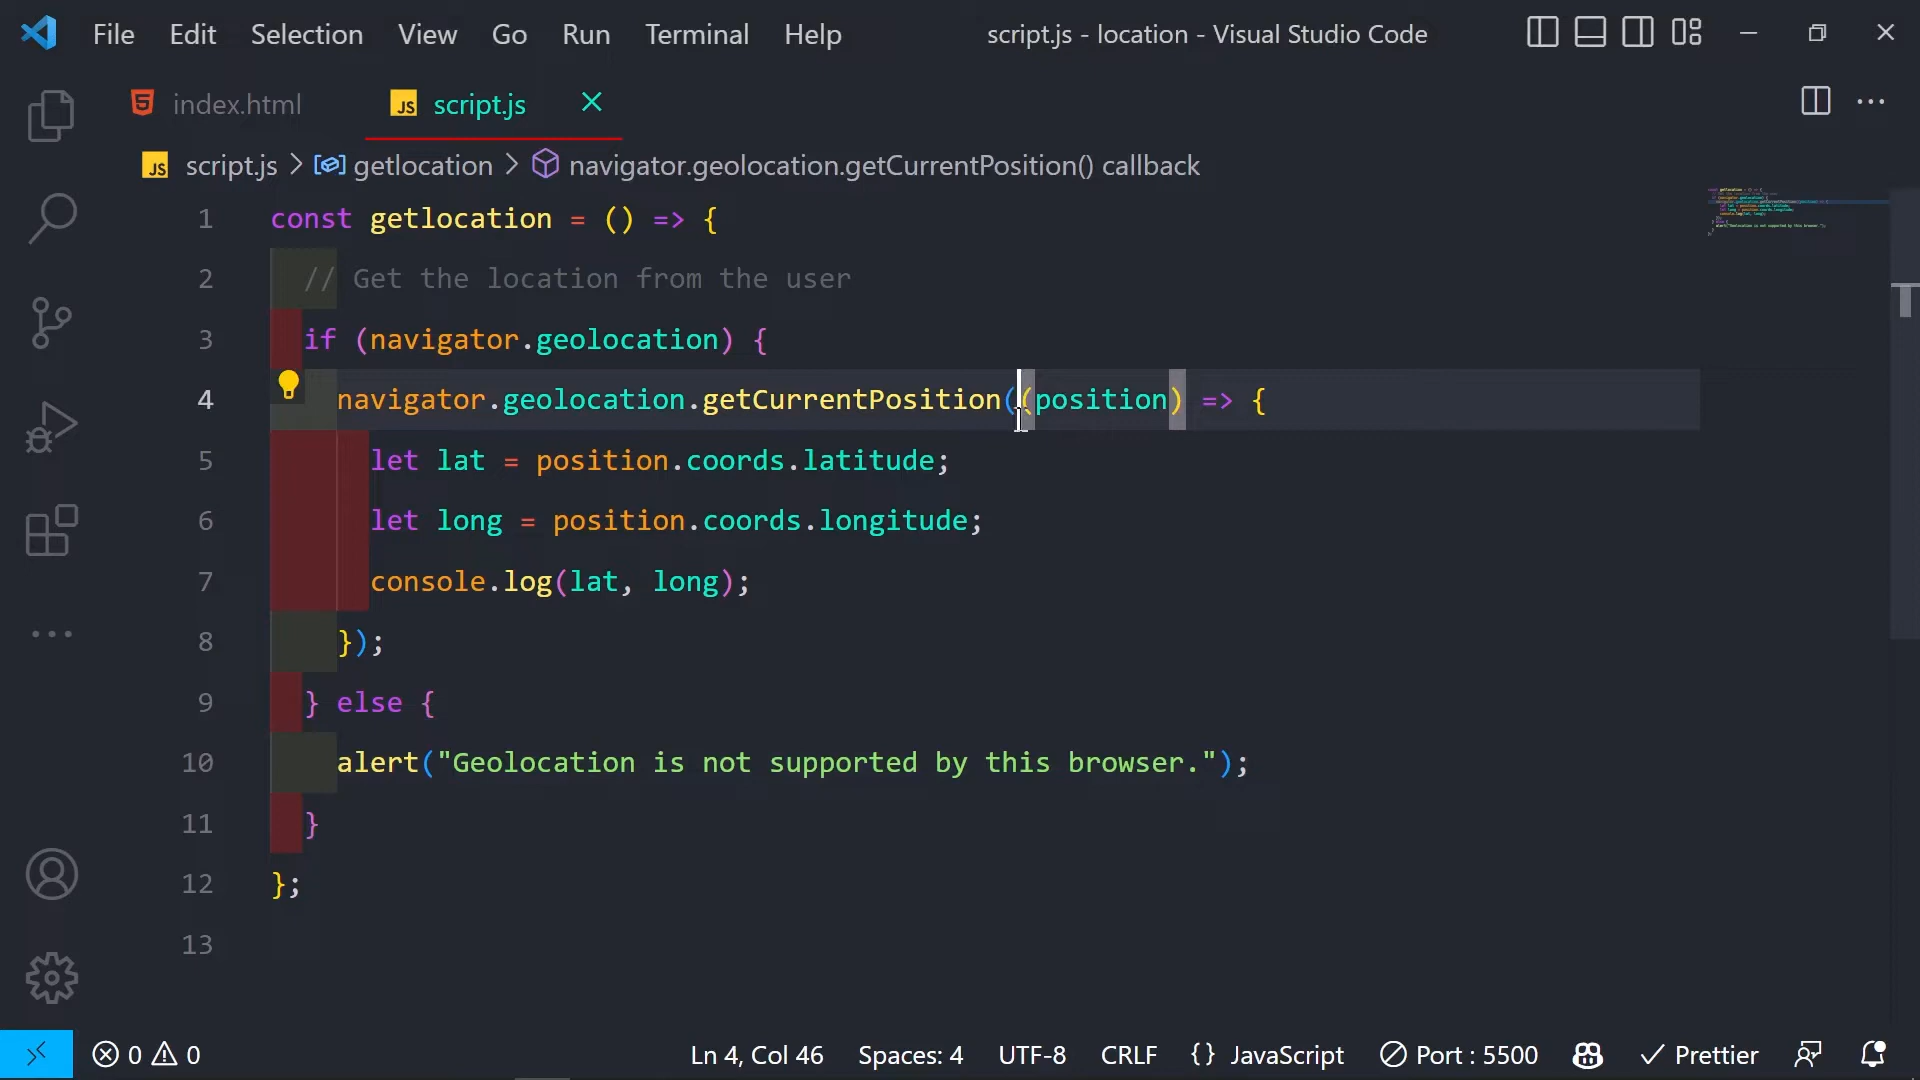 File Edit Selection View Go Run Terminal Help script.js - location - Visual Studio Code
index.html JS script.js
JS script.js > getlocation > navigator.geolocation.getCurrentPosition() callback
1 const getlocation = () => {
2 // Get the location from the user
3 if (navigator.geolocation) {
4 navigator.geolocation.getCurrentPosition((position) => {
5 let lat = position.coords.latitude;
6 let long = position.coords.longitude;
7 console.log(lat, long);
8 });
9 } else {
10 alert("Geolocation is not supported by this browser.");
11 }
12 };
13
0 0 Ln 4, Col 46 Spaces: 4 UTF-8 CRLF {} JavaScript Port : 5500 Prettier